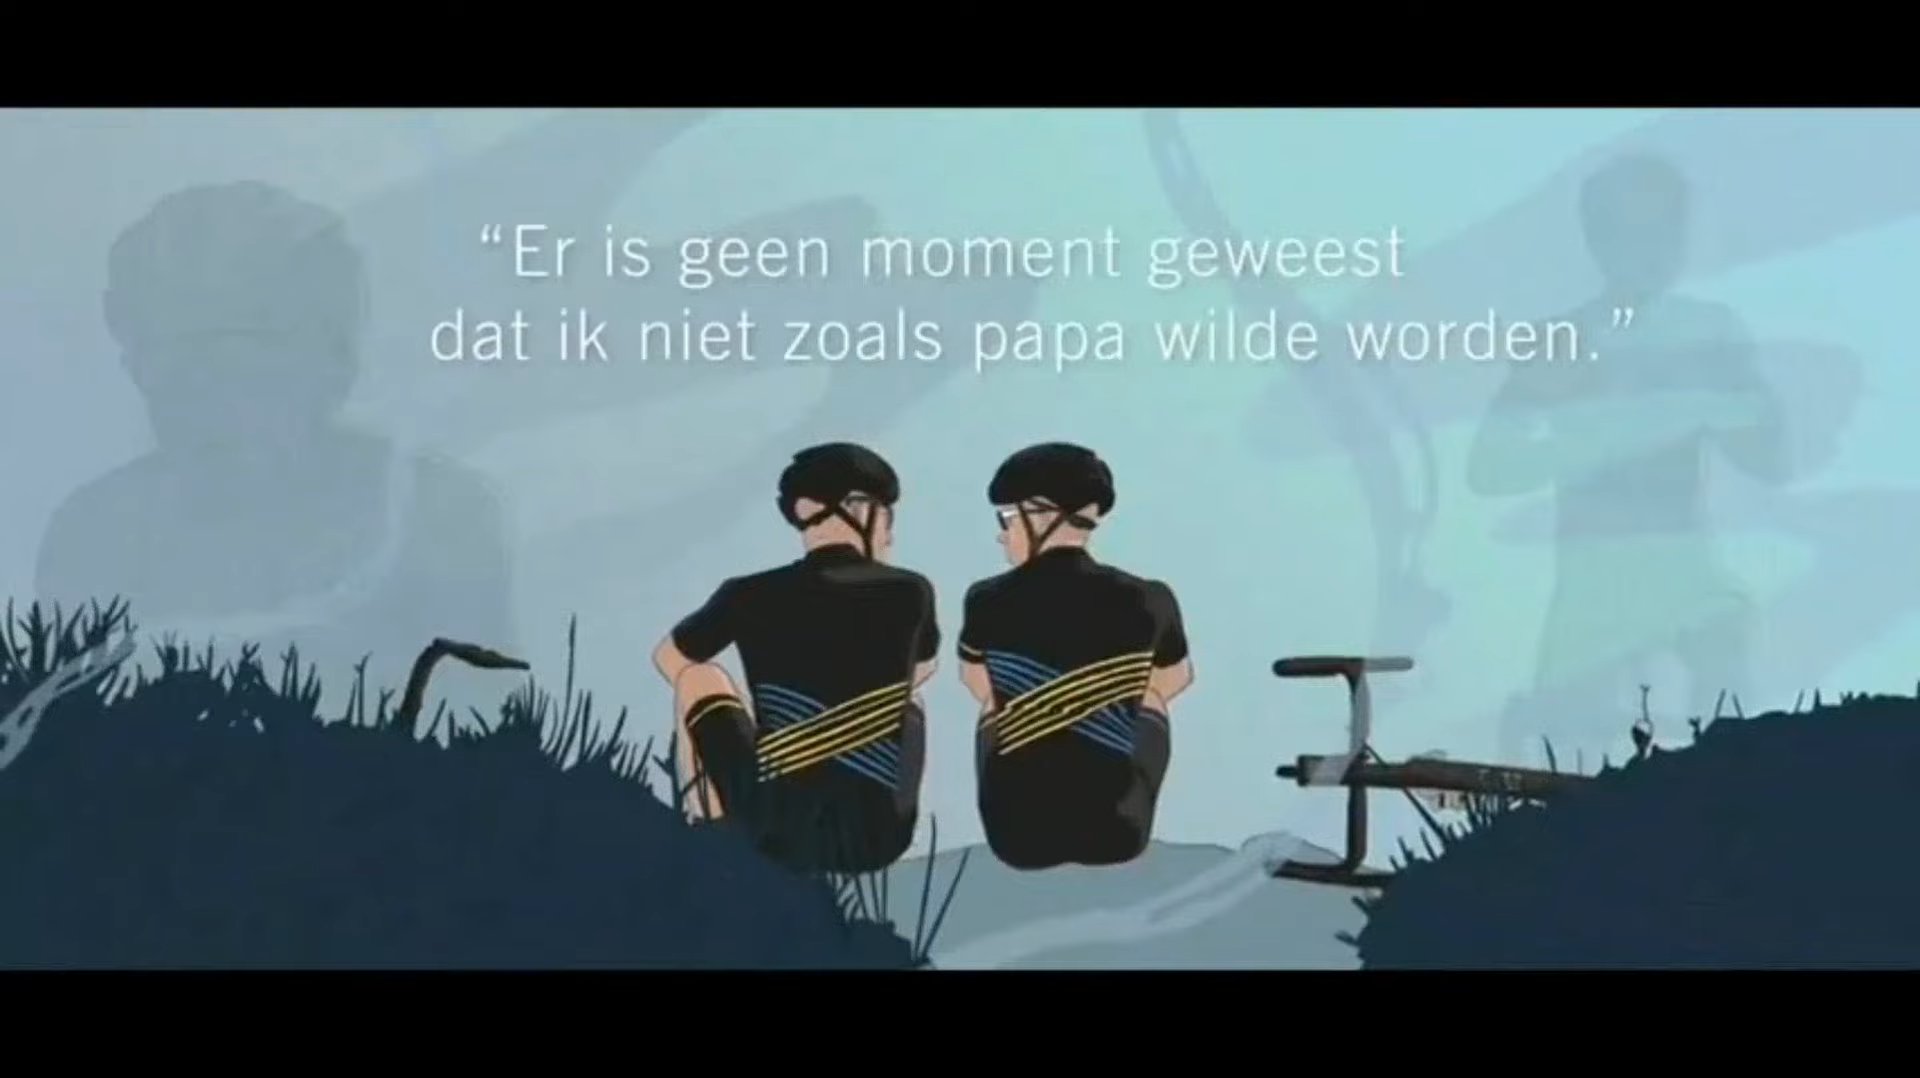 “Er is geen moment geweest
dat ik niet zoals papa wilde worden.”